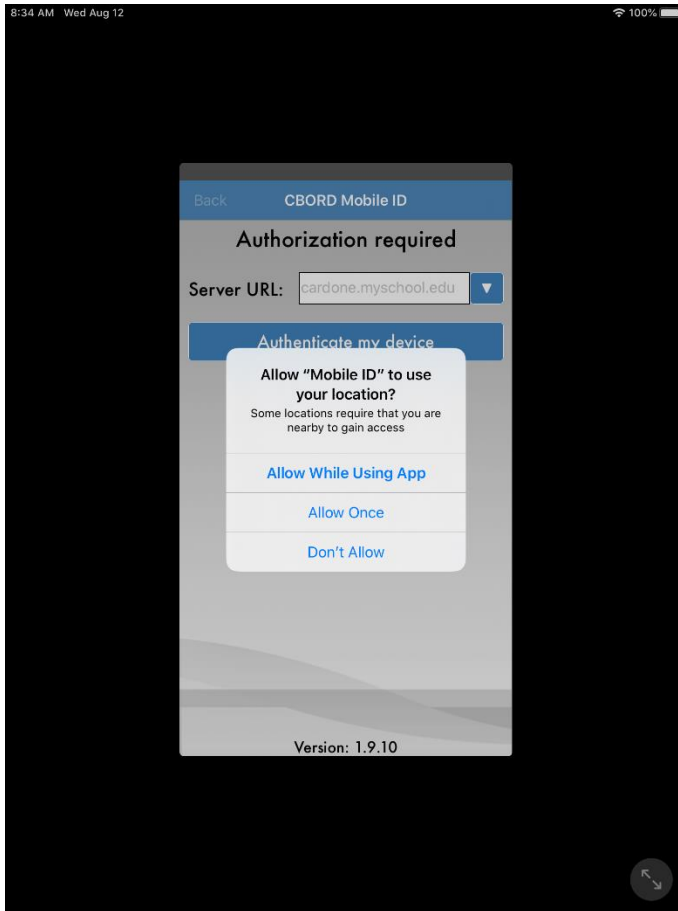 8:34 AM Wed Aug 12
100%
Back
CBORD Mobile ID
Authorization required
Server URL: cardone.myschool.edu
Authenticate my device
Allow “Mobile ID” to use
your location?
Some locations require that you are
nearby to gain access
Allow While Using App
Allow Once
Don’t Allow
Version: 1.9.10